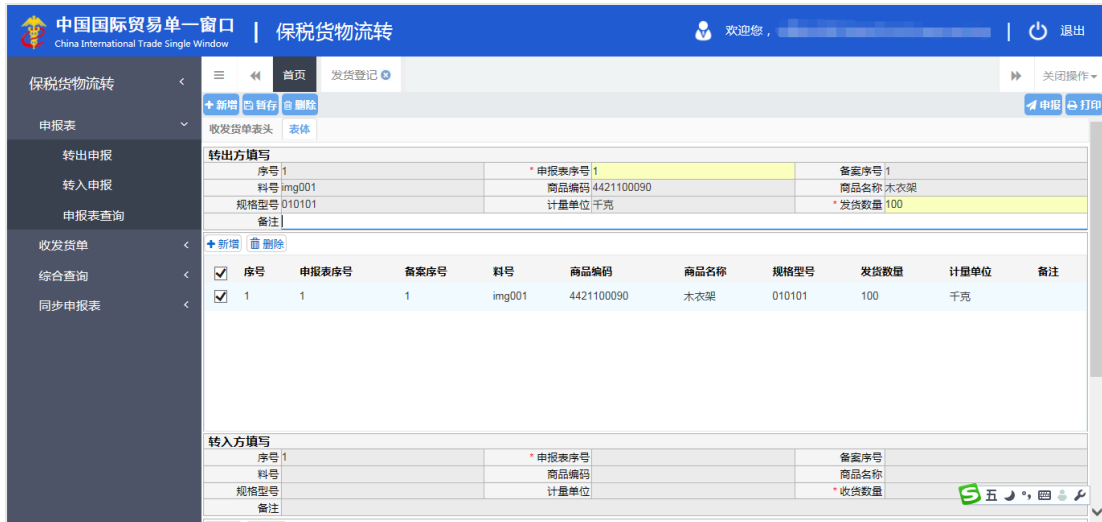 中国国际贸易单一窗口 | 保税货物流转 欢迎您， | 退出
China International Trade Single Window
保税货物流转
申报表
转出申报
转入申报
申报表查询
收发货单
综合查询
同步申报表
首页 发货登记 关闭操作
新增 暂存 删除 申报 打印
收发货单表头 表体
转出方填写
序号 1 * 申报表序号 1 备案序号 1
料号 img001 商品编码 4421100090 商品名称 木衣架
规格型号 010101 计量单位 千克 * 发货数量 100
备注
新增 删除
序号 申报表序号 备案序号 料号 商品编码 商品名称 规格型号 发货数量 计量单位 备注
1 1 1 img001 4421100090 木衣架 010101 100 千克
转入方填写
序号 1 * 申报表序号 备案序号
料号 商品编码 商品名称
规格型号 计量单位 * 收货数量
备注
五